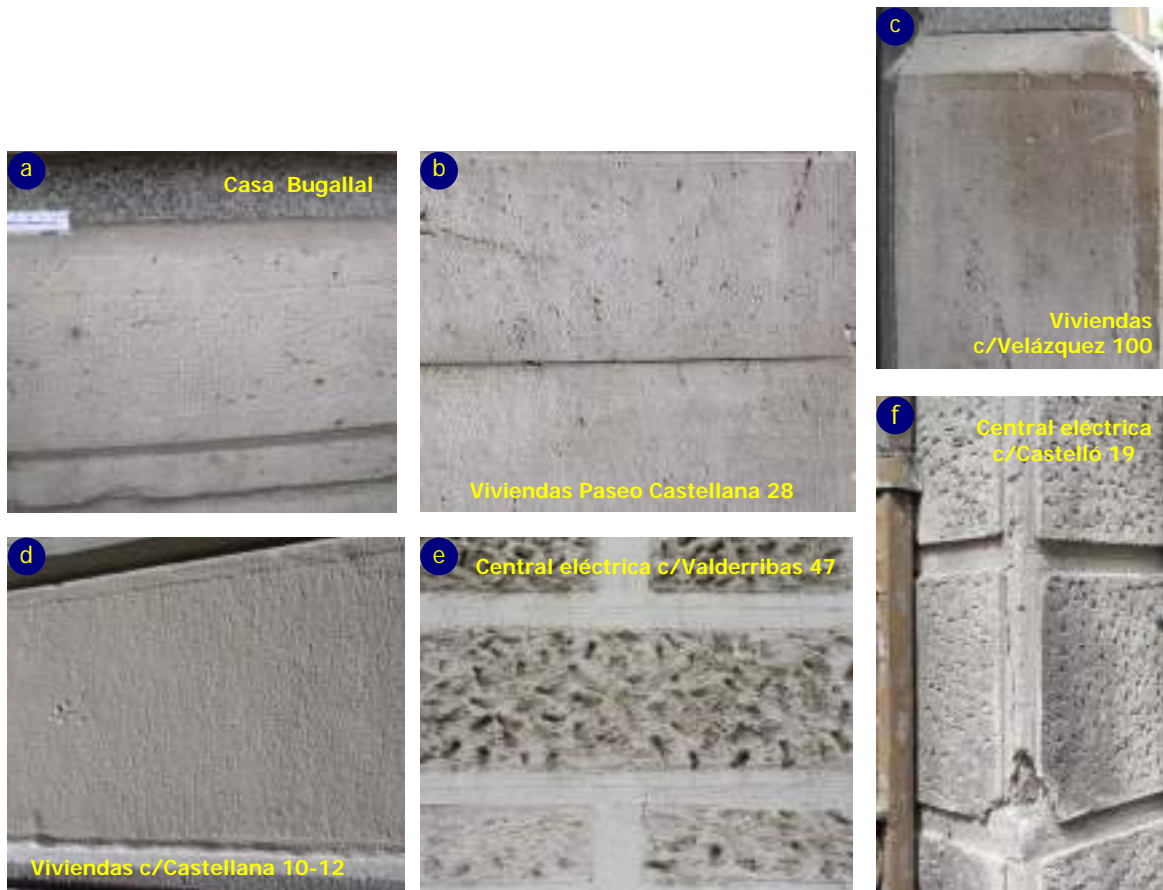 a
Casa Bugallal
b
Viviendas Paseo Castellana 28
c
Viviendas
c/Velázquez 100
d
Viviendas c/Castellana 10-12
e
Central eléctrica c/Valderribas 47
f
Central eléctrica
c/Castelló 19